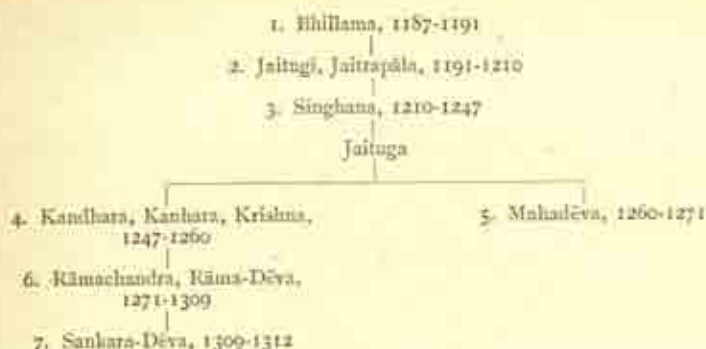 1. Bhillama, 1187-1191
2. Jaitugi, Jaitrapāla, 1191-1210
3. Singhana, 1210-1247
Jaituga
4. Kandhara, Kanhara, Krishna,
1247-1260
5. Mahadēva, 1260-1271
6. Rāmachandra, Rāma-Dēva,
1271-1309
7. Sankara-Dēva, 1309-1312